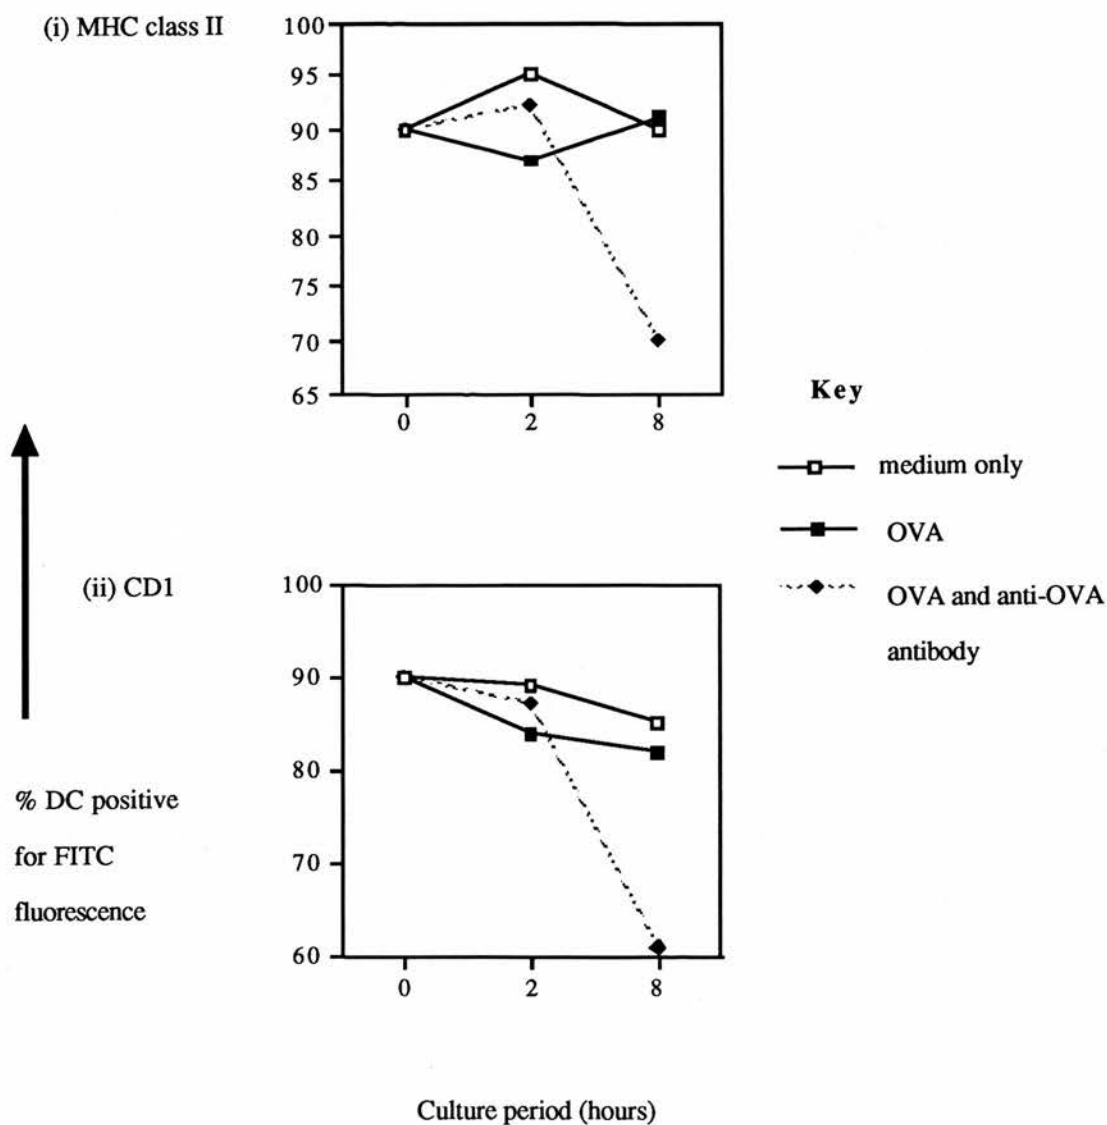 (i) MHC class II
100
95
90
85
80
75
70
65
0 2 8
Key
medium only
OVA
OVA and anti-OVA
antibody
(ii) CD1
100
90
80
70
60
0 2 8
% DC positive
for FITC
fluorescence
Culture period (hours)